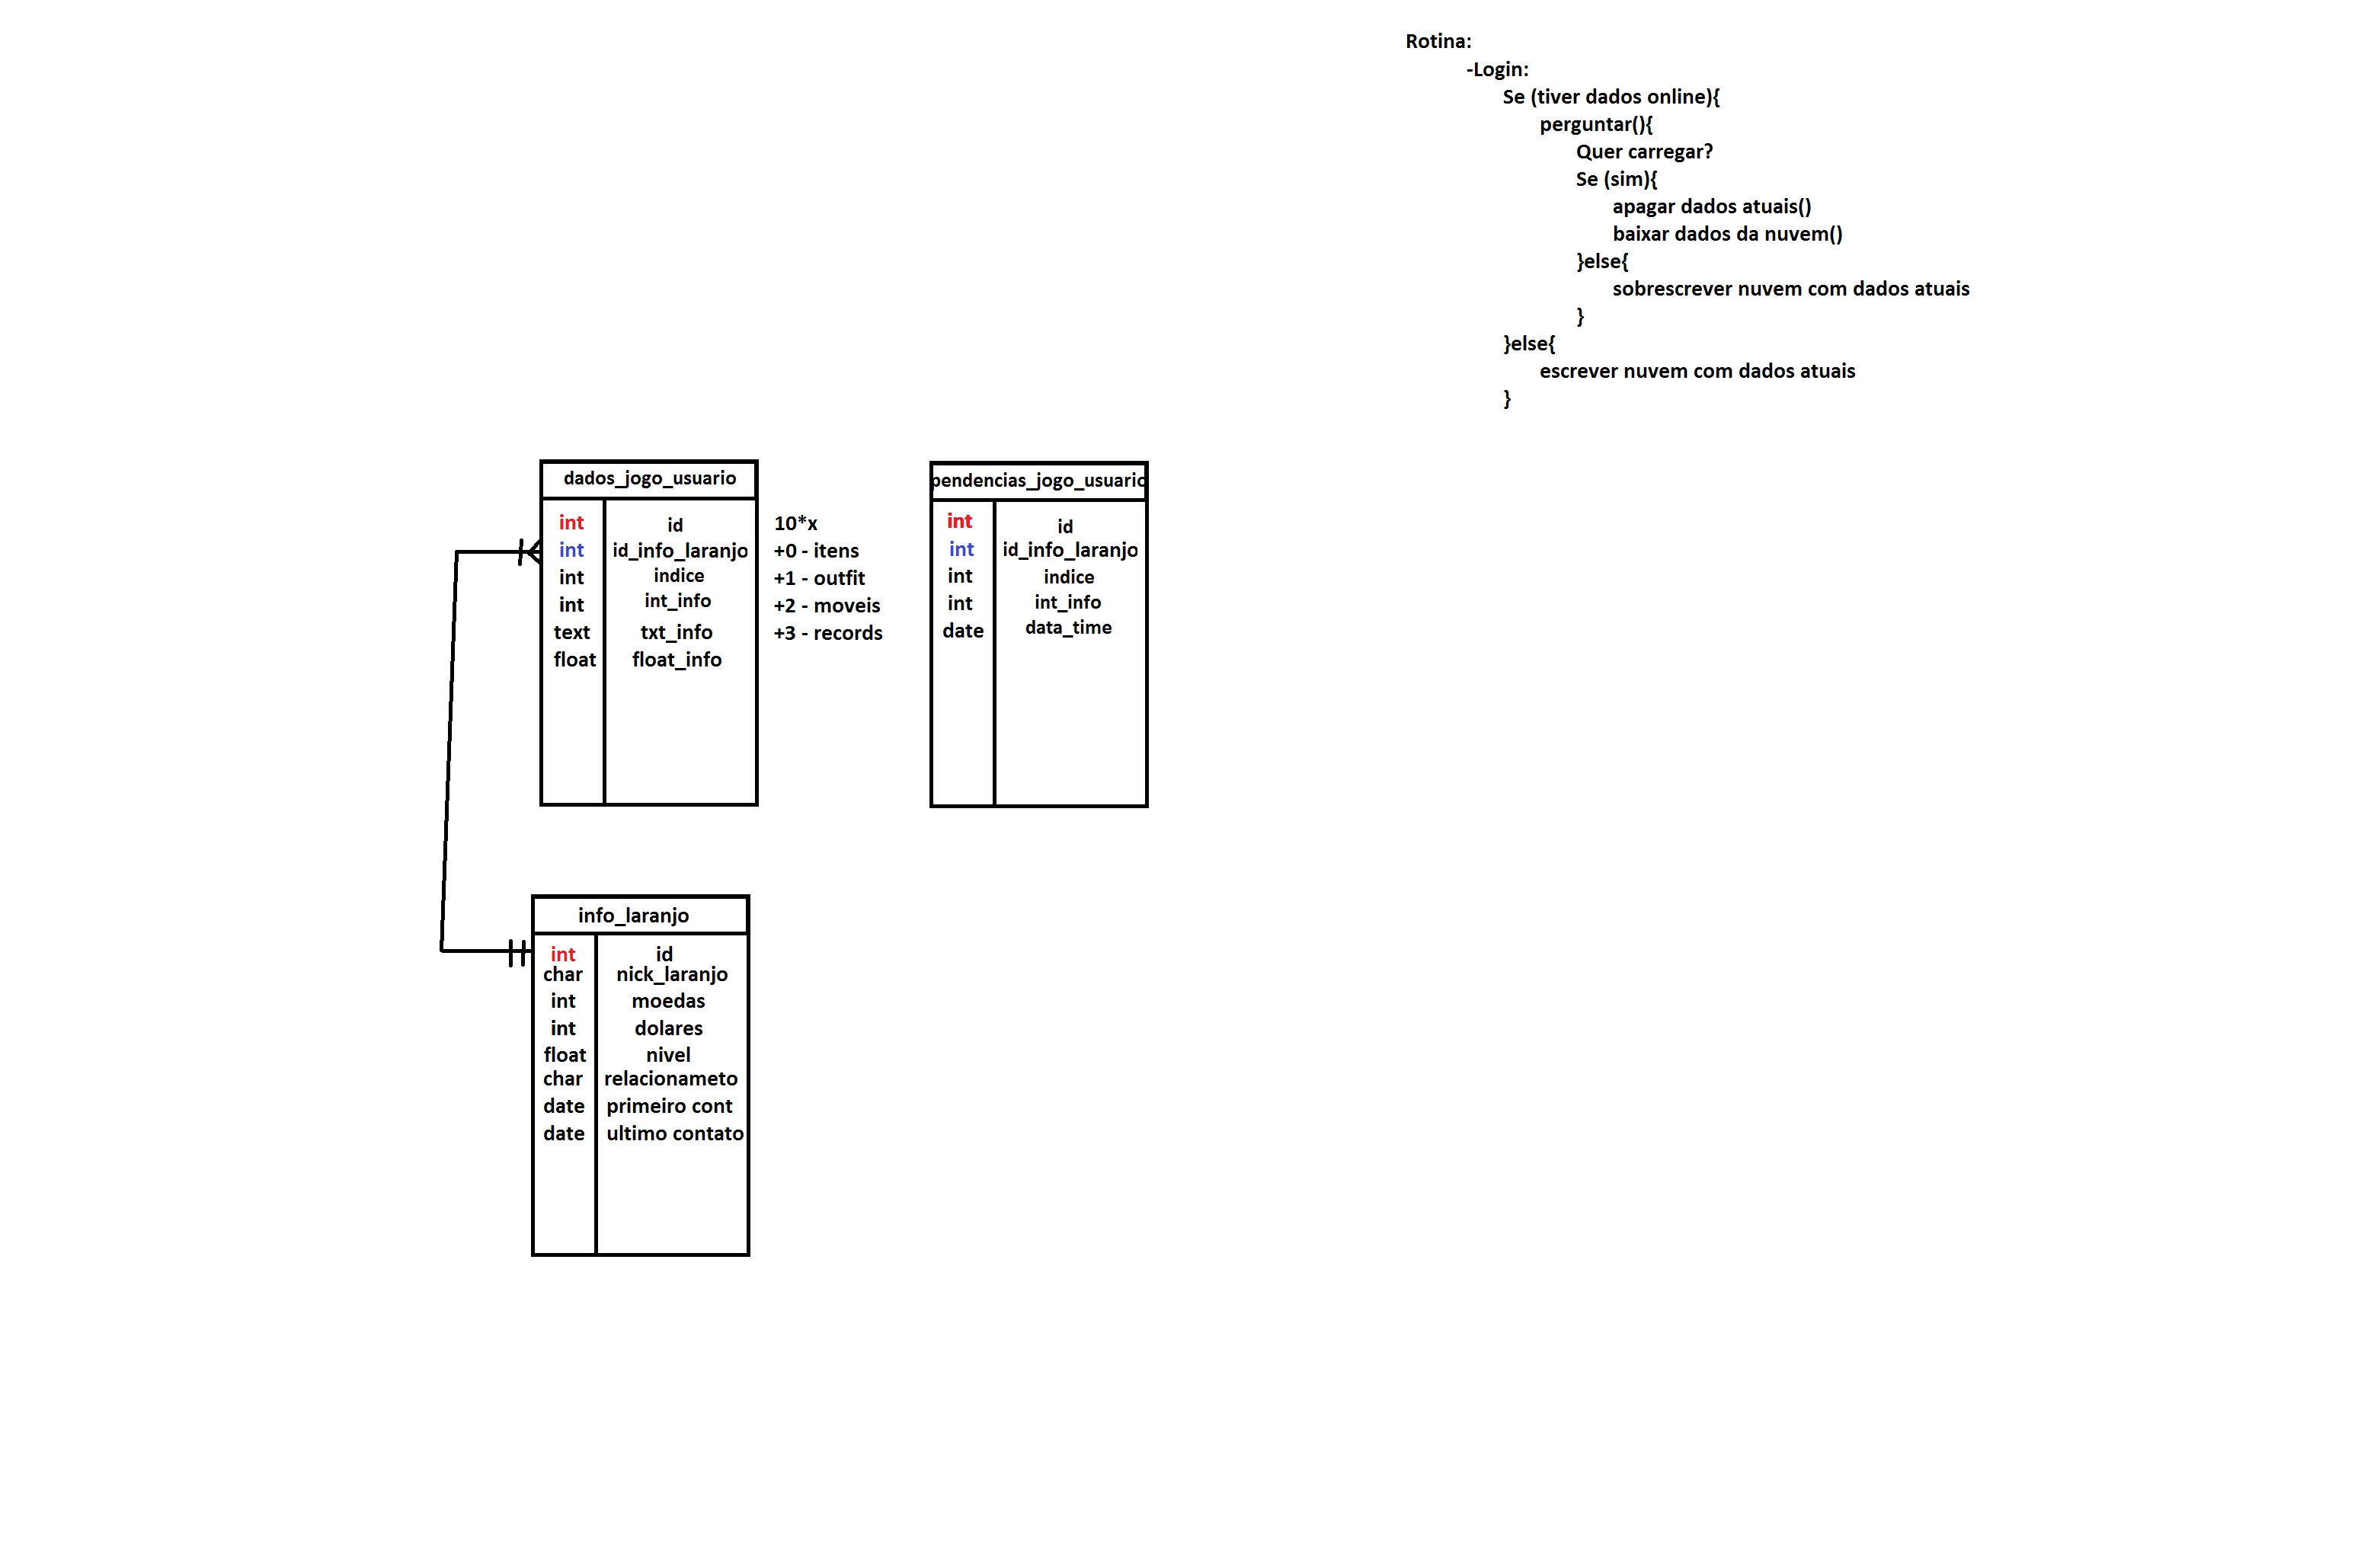 Rotina:
-Login:
Se (tiver dados online){
perguntar(){
Quer carregar?
Se (sim){
apagar dados atuais()
baixar dados da nuvem()
}else{
sobrescrever nuvem com dados atuais
}
}else{
escrever nuvem com dados atuais
}
dados_jogo_usuario
int id
int id_info_laranjo
int indice
int int_info
text txt_info
float float_info
10*x
+0 - itens
+1 - outfit
+2 - moveis
+3 - records
pendencias_jogo_usuario
int id
int id_info_laranjo
int indice
int int_info
date data_time
info_laranjo
int id
char nick_laranjo
int moedas
int dolares
float nivel
char relacionameto
date primeiro cont
date ultimo contato